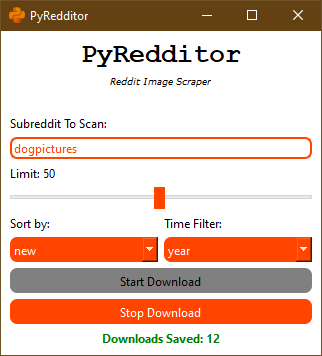 PyRedditor
PyRedditor
Reddit Image Scraper
Subreddit To Scan:
dogpictures
Limit: 50
Sort by: Time Filter:
new year
Start Download
Stop Download
Downloads Saved: 12